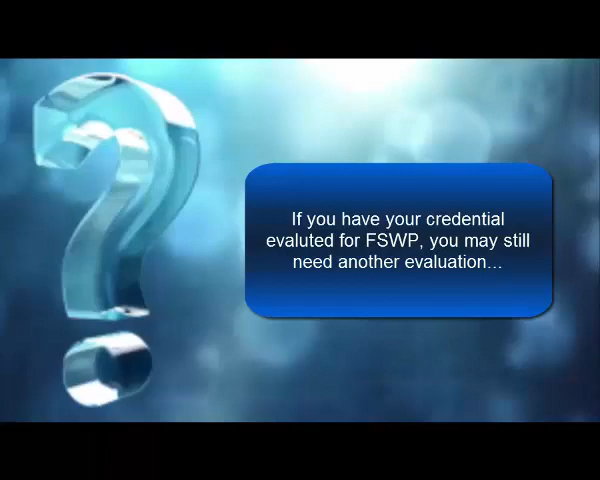 If you have your credential
evaluted for FSWP, you may still
need another evaluation...